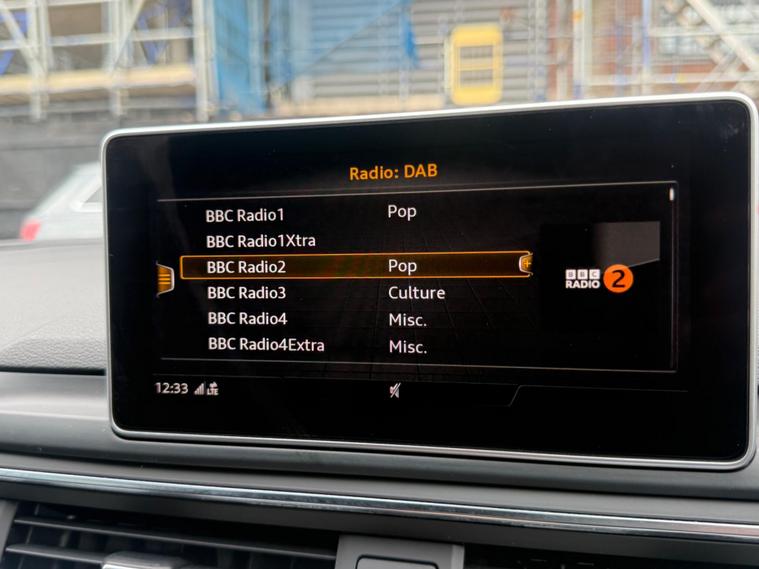 Radio: DAB
BBC Radio1 Pop
BBC Radio1Xtra
BBC Radio2 Pop
BBC Radio3 Culture
BBC Radio4 Misc.
BBC Radio4Extra Misc.
BBC
RADIO 2
12:33 LTE